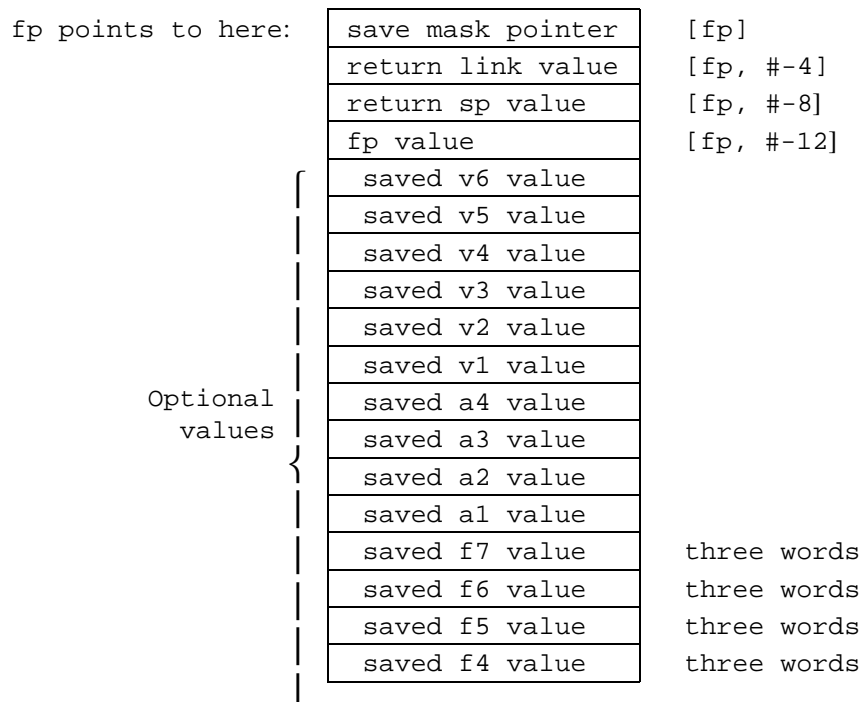 fp points to here: save mask pointer [fp]
return link value [fp, #-4]
return sp value [fp, #-8]
fp value [fp, #-12]
saved v6 value
saved v5 value
saved v4 value
saved v3 value
saved v2 value
saved v1 value
Optional saved a4 value
values saved a3 value
saved a2 value
saved a1 value
saved f7 value three words
saved f6 value three words
saved f5 value three words
saved f4 value three words